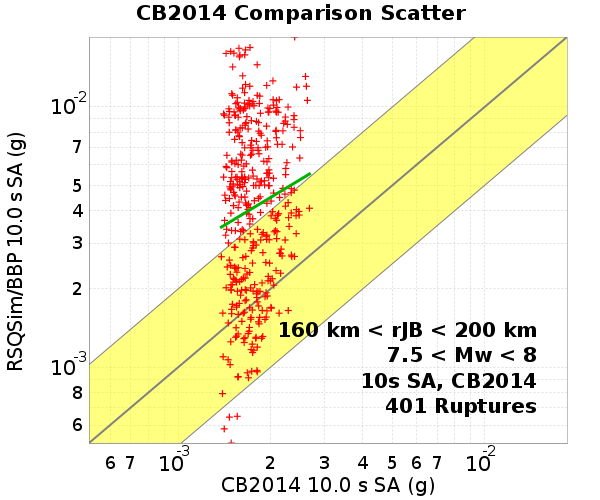 CB2014 Comparison Scatter
RSQSim/BBP 10.0 s SA (g)
10-2
7
5
4
3
2
10-3
8
6
160 km < rJB < 200 km
7.5 < Mw < 8
10s SA, CB2014
401 Ruptures
6 7 10-3 2 3 4 5 6 7 10-2
CB2014 10.0 s SA (g)